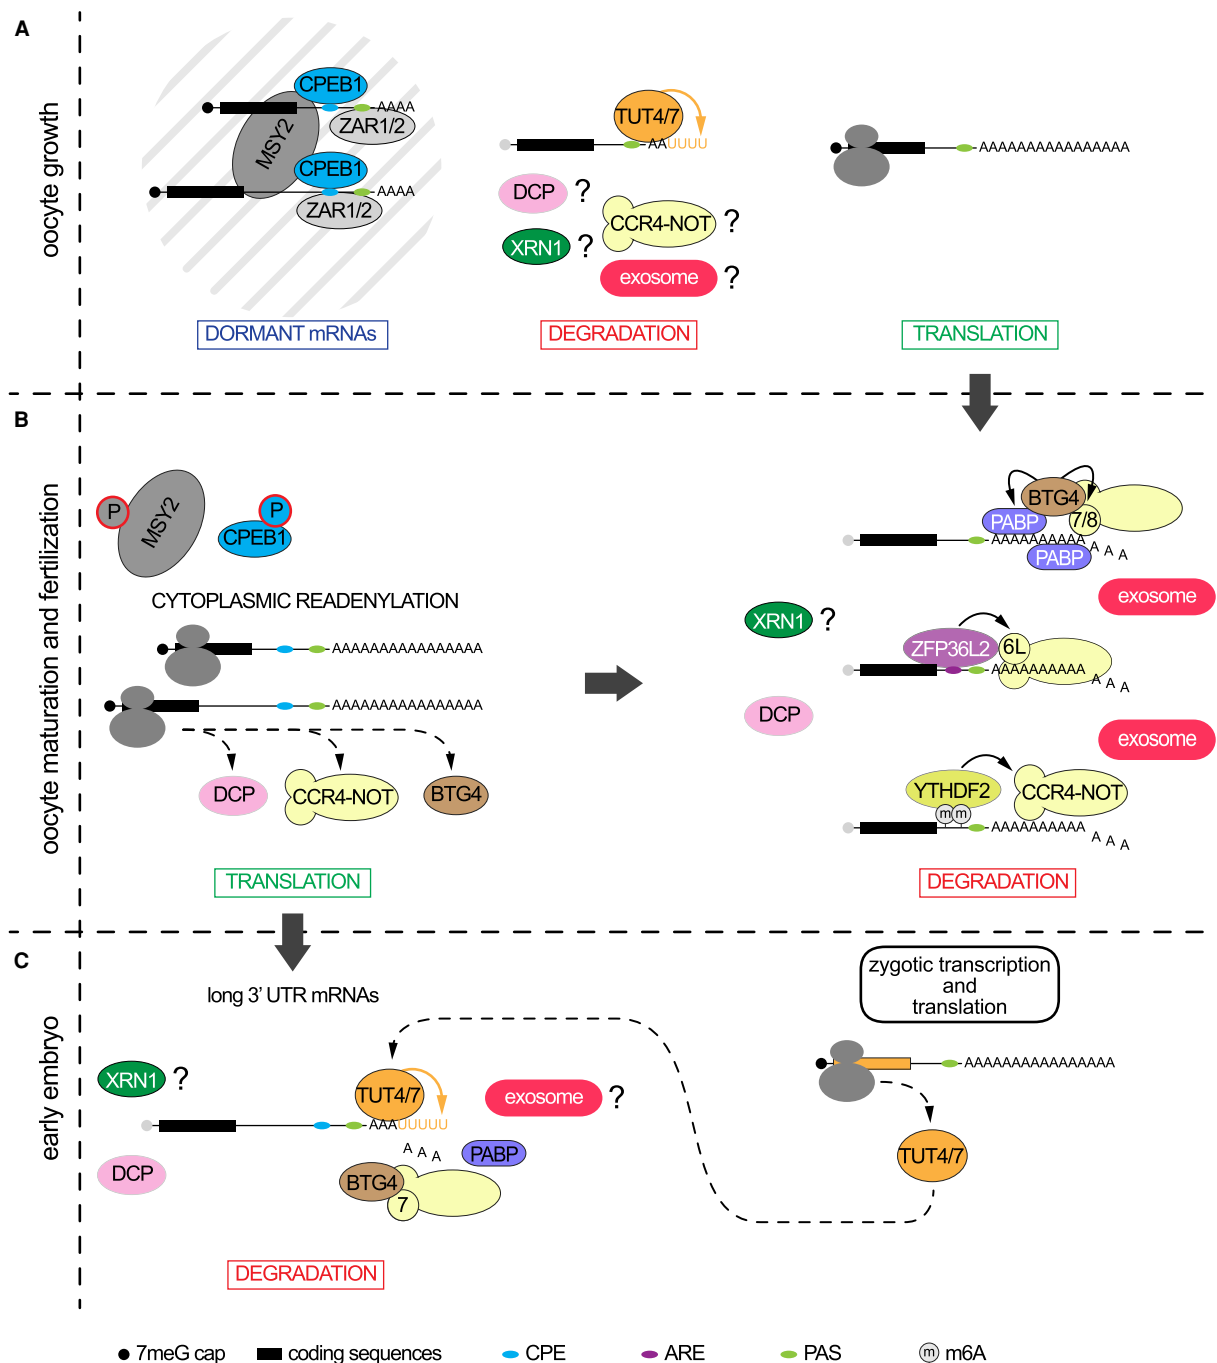 A
oocyte growth
CPEB1
AAAA
ZAR1/2
MSY2
CPEB1
AAAA
ZAR1/2
DORMANT mRNAs
TUT4/7
AAUUUU
DCP ?
CCR4-NOT ?
XRN1 ?
exosome ?
DEGRADATION
AAAAAAAAAAAAAAAA
TRANSLATION
B
oocyte maturation and fertilization
P
MSY2
P
CPEB1
CYTOPLASMIC READENYLATION
AAAAAAAAAAAAAAAA
AAAAAAAAAAAAAAAA
DCP
CCR4-NOT
BTG4
TRANSLATION
BTG4
PABP
7/8
AAAAAAAAAA
A A A
PABP
exosome
XRN1 ?
ZFP36L2
6L
AAAAAAAAAA
A A A
DCP
exosome
YTHDF2
CCR4-NOT
m m
AAAAAAAAAA
A A A
DEGRADATION
C
early embryo
long 3' UTR mRNAs
XRN1 ?
TUT4/7
AAAUUUUU
exosome ?
DCP
A A A
PABP
BTG4
7
DEGRADATION
zygotic transcription
and
translation
AAAAAAAAAAAAAAAA
TUT4/7
7meG cap
coding sequences
CPE
ARE
PAS
m
m6A